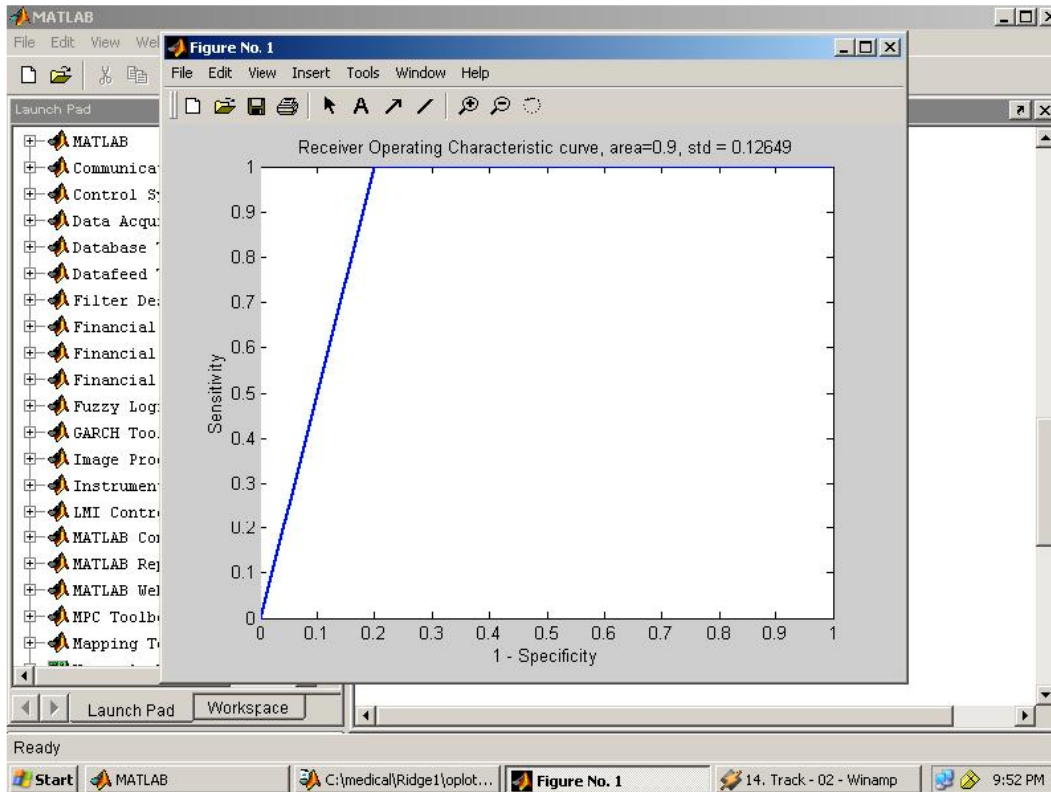 MATLAB
File Edit View
Figure No. 1
File Edit View Insert Tools Window Help
A
Launch Pad
MATLAB
Communica
Control Sy
Data Acqu
Database
Datafeed
Filter De
Financial
Financial
Financial
Fuzzy Log
GARCH Too
Image Pro
Instrumen
LMI Contr
MATLAB Co
MATLAB Re
MATLAB We
MPC Toolb
Mapping T
Receiver Operating Characteristic curve, area=0.9, std = 0.12649
1
0.9
0.8
0.7
0.6
0.5
0.4
0.3
0.2
0.1
0
Sensitivity
0 0.1 0.2 0.3 0.4 0.5 0.6 0.7 0.8 0.9 1
1 - Specificity
Launch Pad Workspace
Ready
Start MATLAB C:\medical\Ridge1\oplot... Figure No. 1 14. Track - 02 - Winamp 9:52 PM